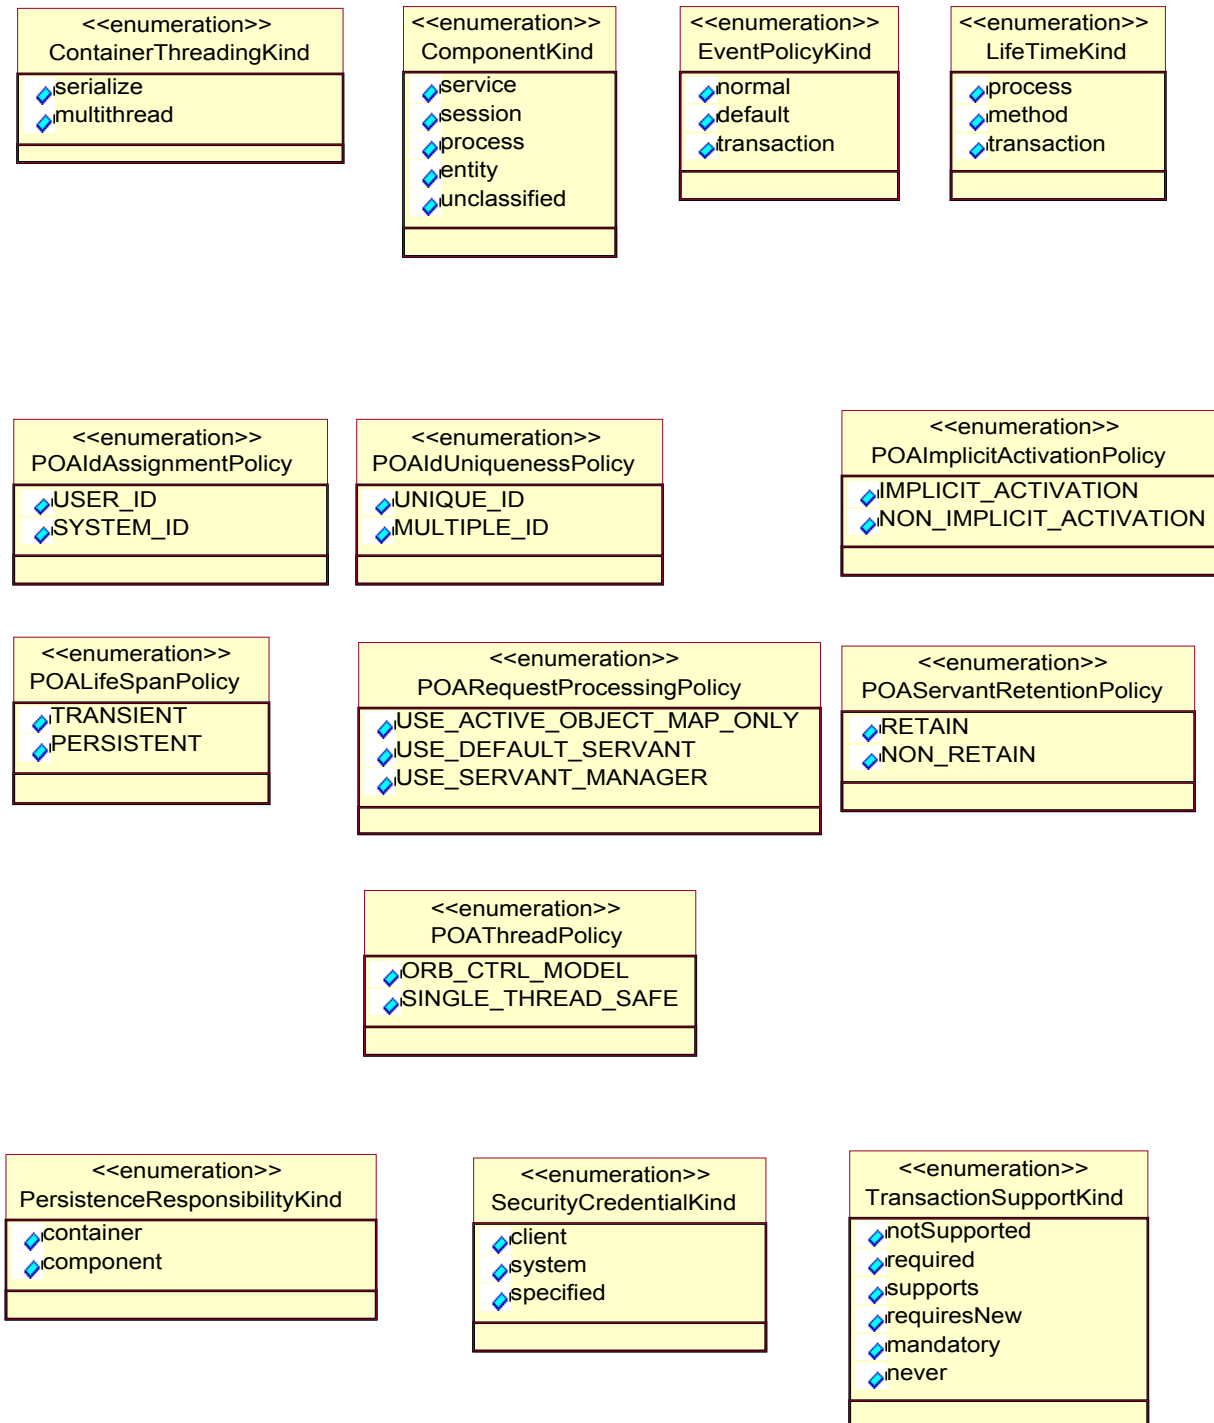 <<enumeration>>
ContainerThreadingKind
serialize
multithread
<<enumeration>>
ComponentKind
service
session
process
entity
unclassified
<<enumeration>>
EventPolicyKind
normal
default
transaction
<<enumeration>>
LifeTimeKind
process
method
transaction
<<enumeration>>
POAIdAssignmentPolicy
USER_ID
SYSTEM_ID
<<enumeration>>
POAIdUniquenessPolicy
UNIQUE_ID
MULTIPLE_ID
<<enumeration>>
POAImplicitActivationPolicy
IMPLICIT_ACTIVATION
NON_IMPLICIT_ACTIVATION
<<enumeration>>
POALifeSpanPolicy
TRANSIENT
PERSISTENT
<<enumeration>>
POARequestProcessingPolicy
USE_ACTIVE_OBJECT_MAP_ONLY
USE_DEFAULT_SERVANT
USE_SERVANT_MANAGER
<<enumeration>>
POAServantRetentionPolicy
RETAIN
NON_RETAIN
<<enumeration>>
POAThreadPolicy
ORB_CTRL_MODEL
SINGLE_THREAD_SAFE
<<enumeration>>
PersistenceResponsibilityKind
container
component
<<enumeration>>
SecurityCredentialKind
client
system
specified
<<enumeration>>
TransactionSupportKind
notSupported
required
supports
requiresNew
mandatory
never